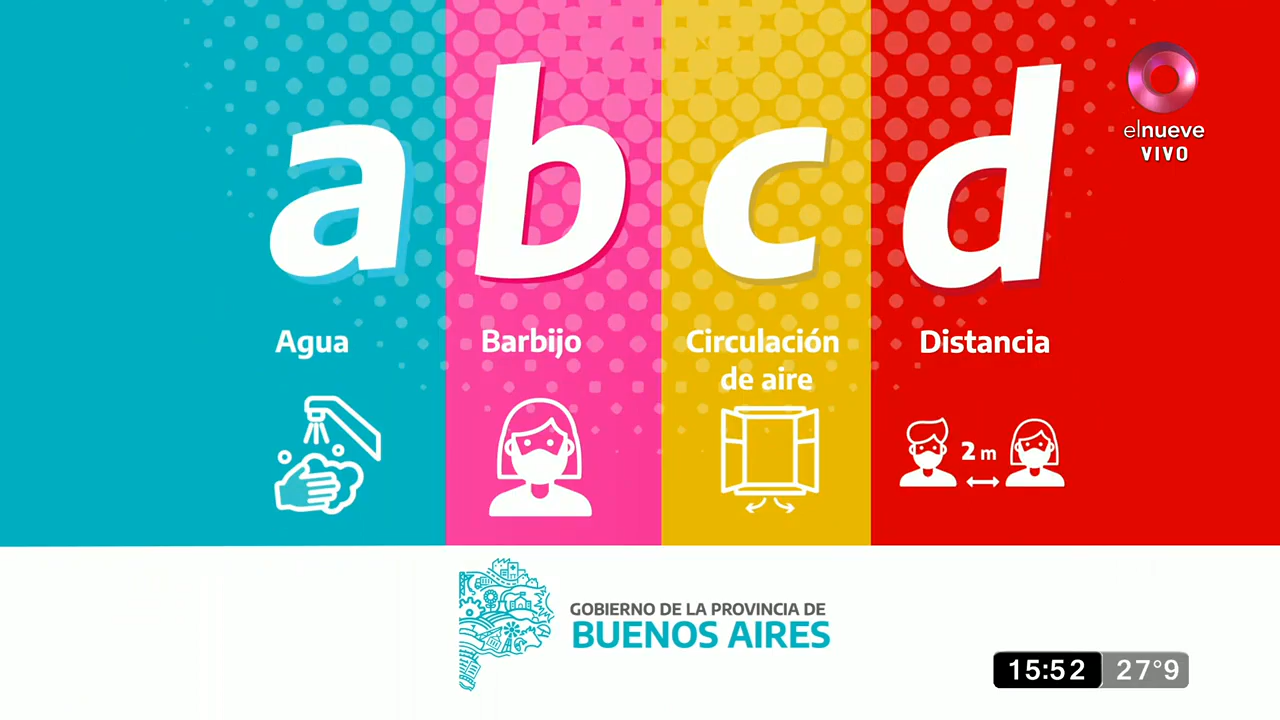 a b c d
elnueve
VIVO
Agua
Barbijo
Circulación
de aire
Distancia
2 m
GOBIERNO DE LA PROVINCIA DE
BUENOS AIRES
15:52 27°9